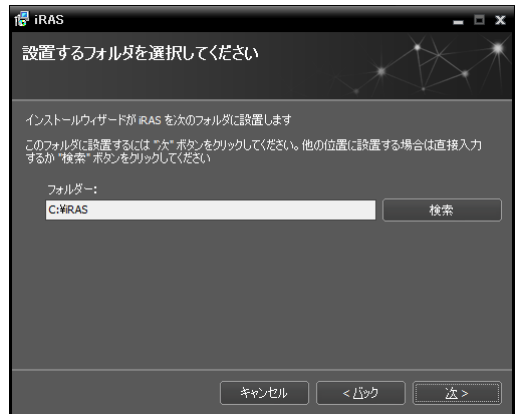 iRAS
設置するフォルダを選択してください
インストールウィザードが iRAS を次のフォルダに設置します
このフォルダに設置するには "次" ボタンをクリックしてください。他の位置に設置する場合は直接入力
するか "検索" ボタンをクリックしてください
フォルダー:
C:¥iRAS
検索
キャンセル
< バック
次 >